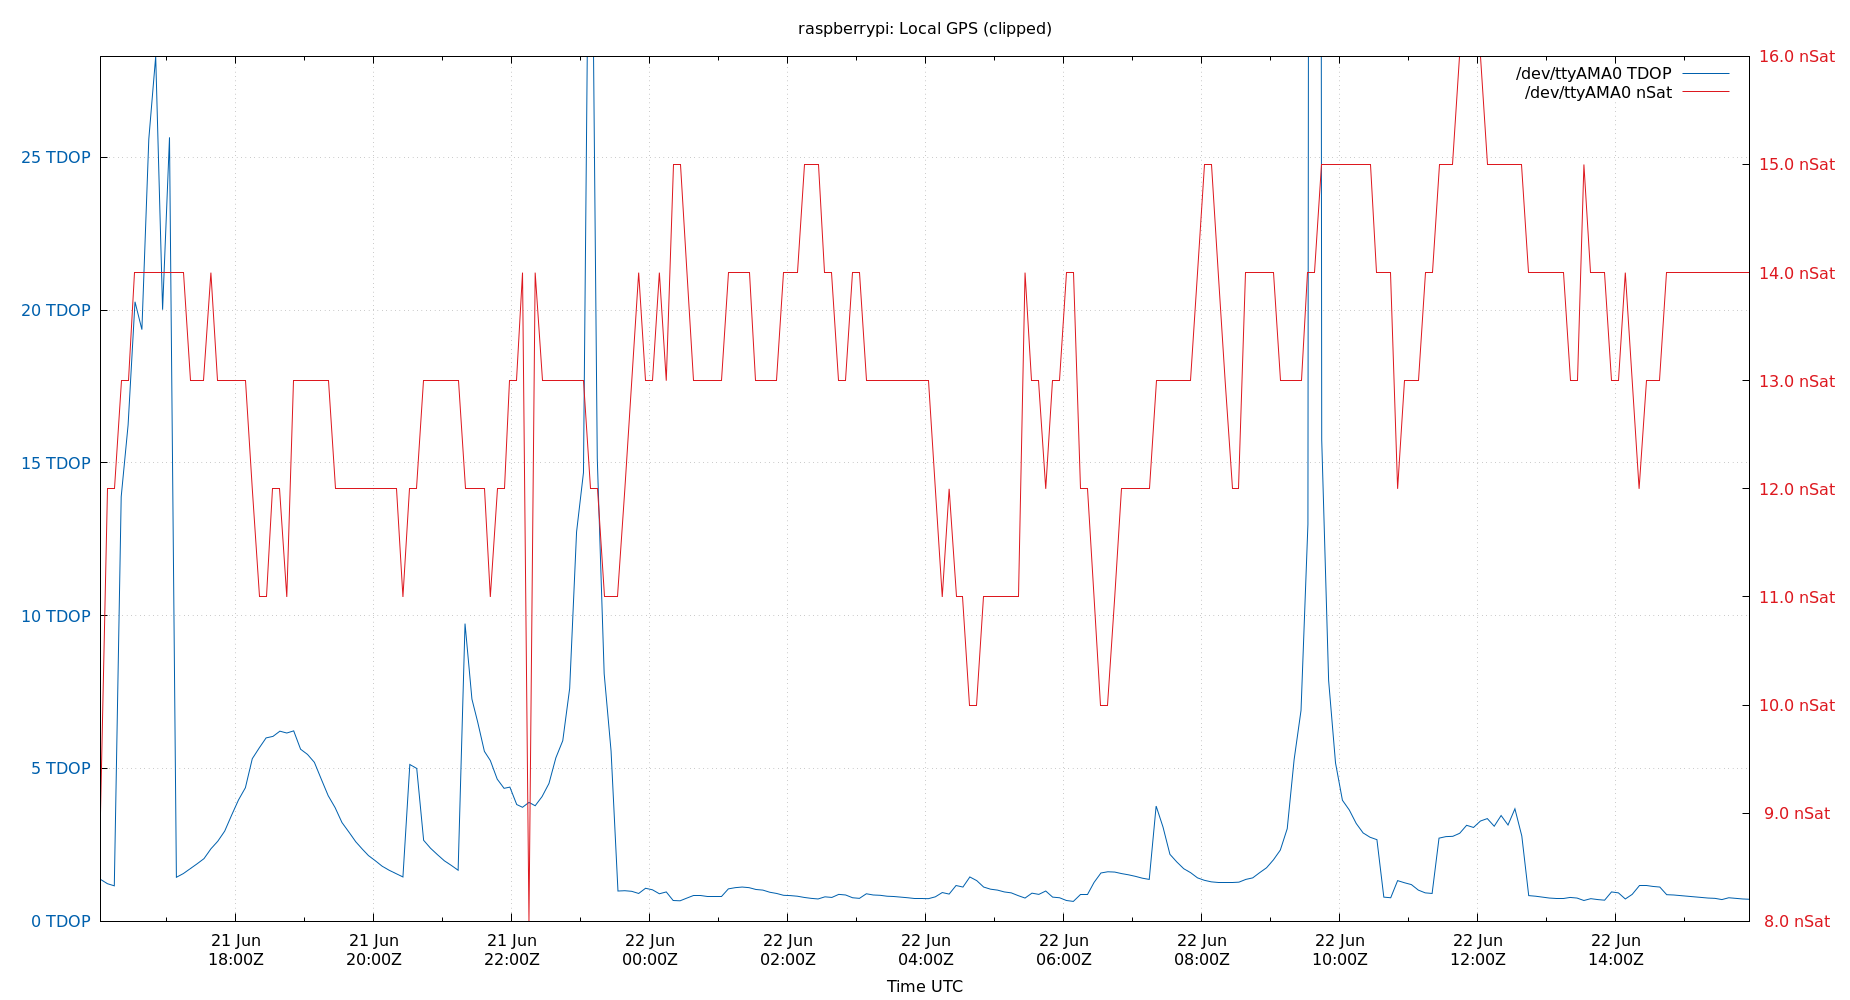 raspberrypi: Local GPS (clipped)
/dev/ttyAMA0 TDOP
/dev/ttyAMA0 nSat
25 TDOP
20 TDOP
15 TDOP
10 TDOP
5 TDOP
0 TDOP
16.0 nSat
15.0 nSat
14.0 nSat
13.0 nSat
12.0 nSat
11.0 nSat
10.0 nSat
9.0 nSat
8.0 nSat
21 Jun
18:00Z
21 Jun
20:00Z
21 Jun
22:00Z
22 Jun
00:00Z
22 Jun
02:00Z
22 Jun
04:00Z
22 Jun
06:00Z
22 Jun
08:00Z
22 Jun
10:00Z
22 Jun
12:00Z
22 Jun
14:00Z
Time UTC